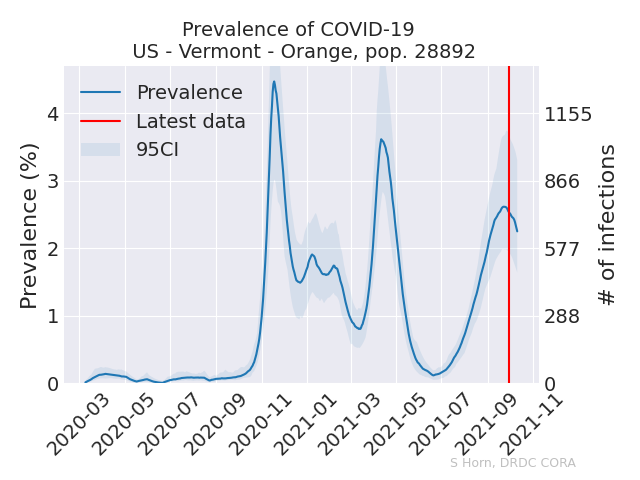 Prevalence of COVID-19
US - Vermont - Orange, pop. 28892
Prevalence
Latest data
95CI
Prevalence (%)
4
3
2
1
0
# of infections
1155
866
577
288
0
2020-03
2020-05
2020-07
2020-09
2020-11
2021-01
2021-03
2021-05
2021-07
2021-09
2021-11
S Horn, DRDC CORA